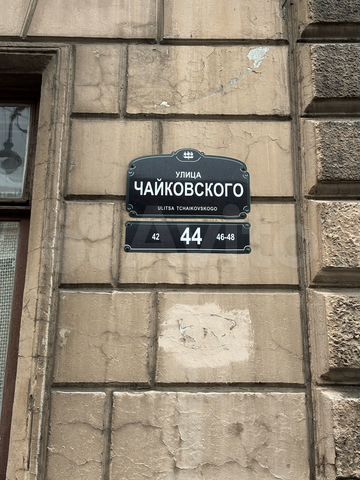 УЛИЦА
ЧАЙКОВСКОГО
ULITSA TCHAIKOVSKOGO
42 44 46-48